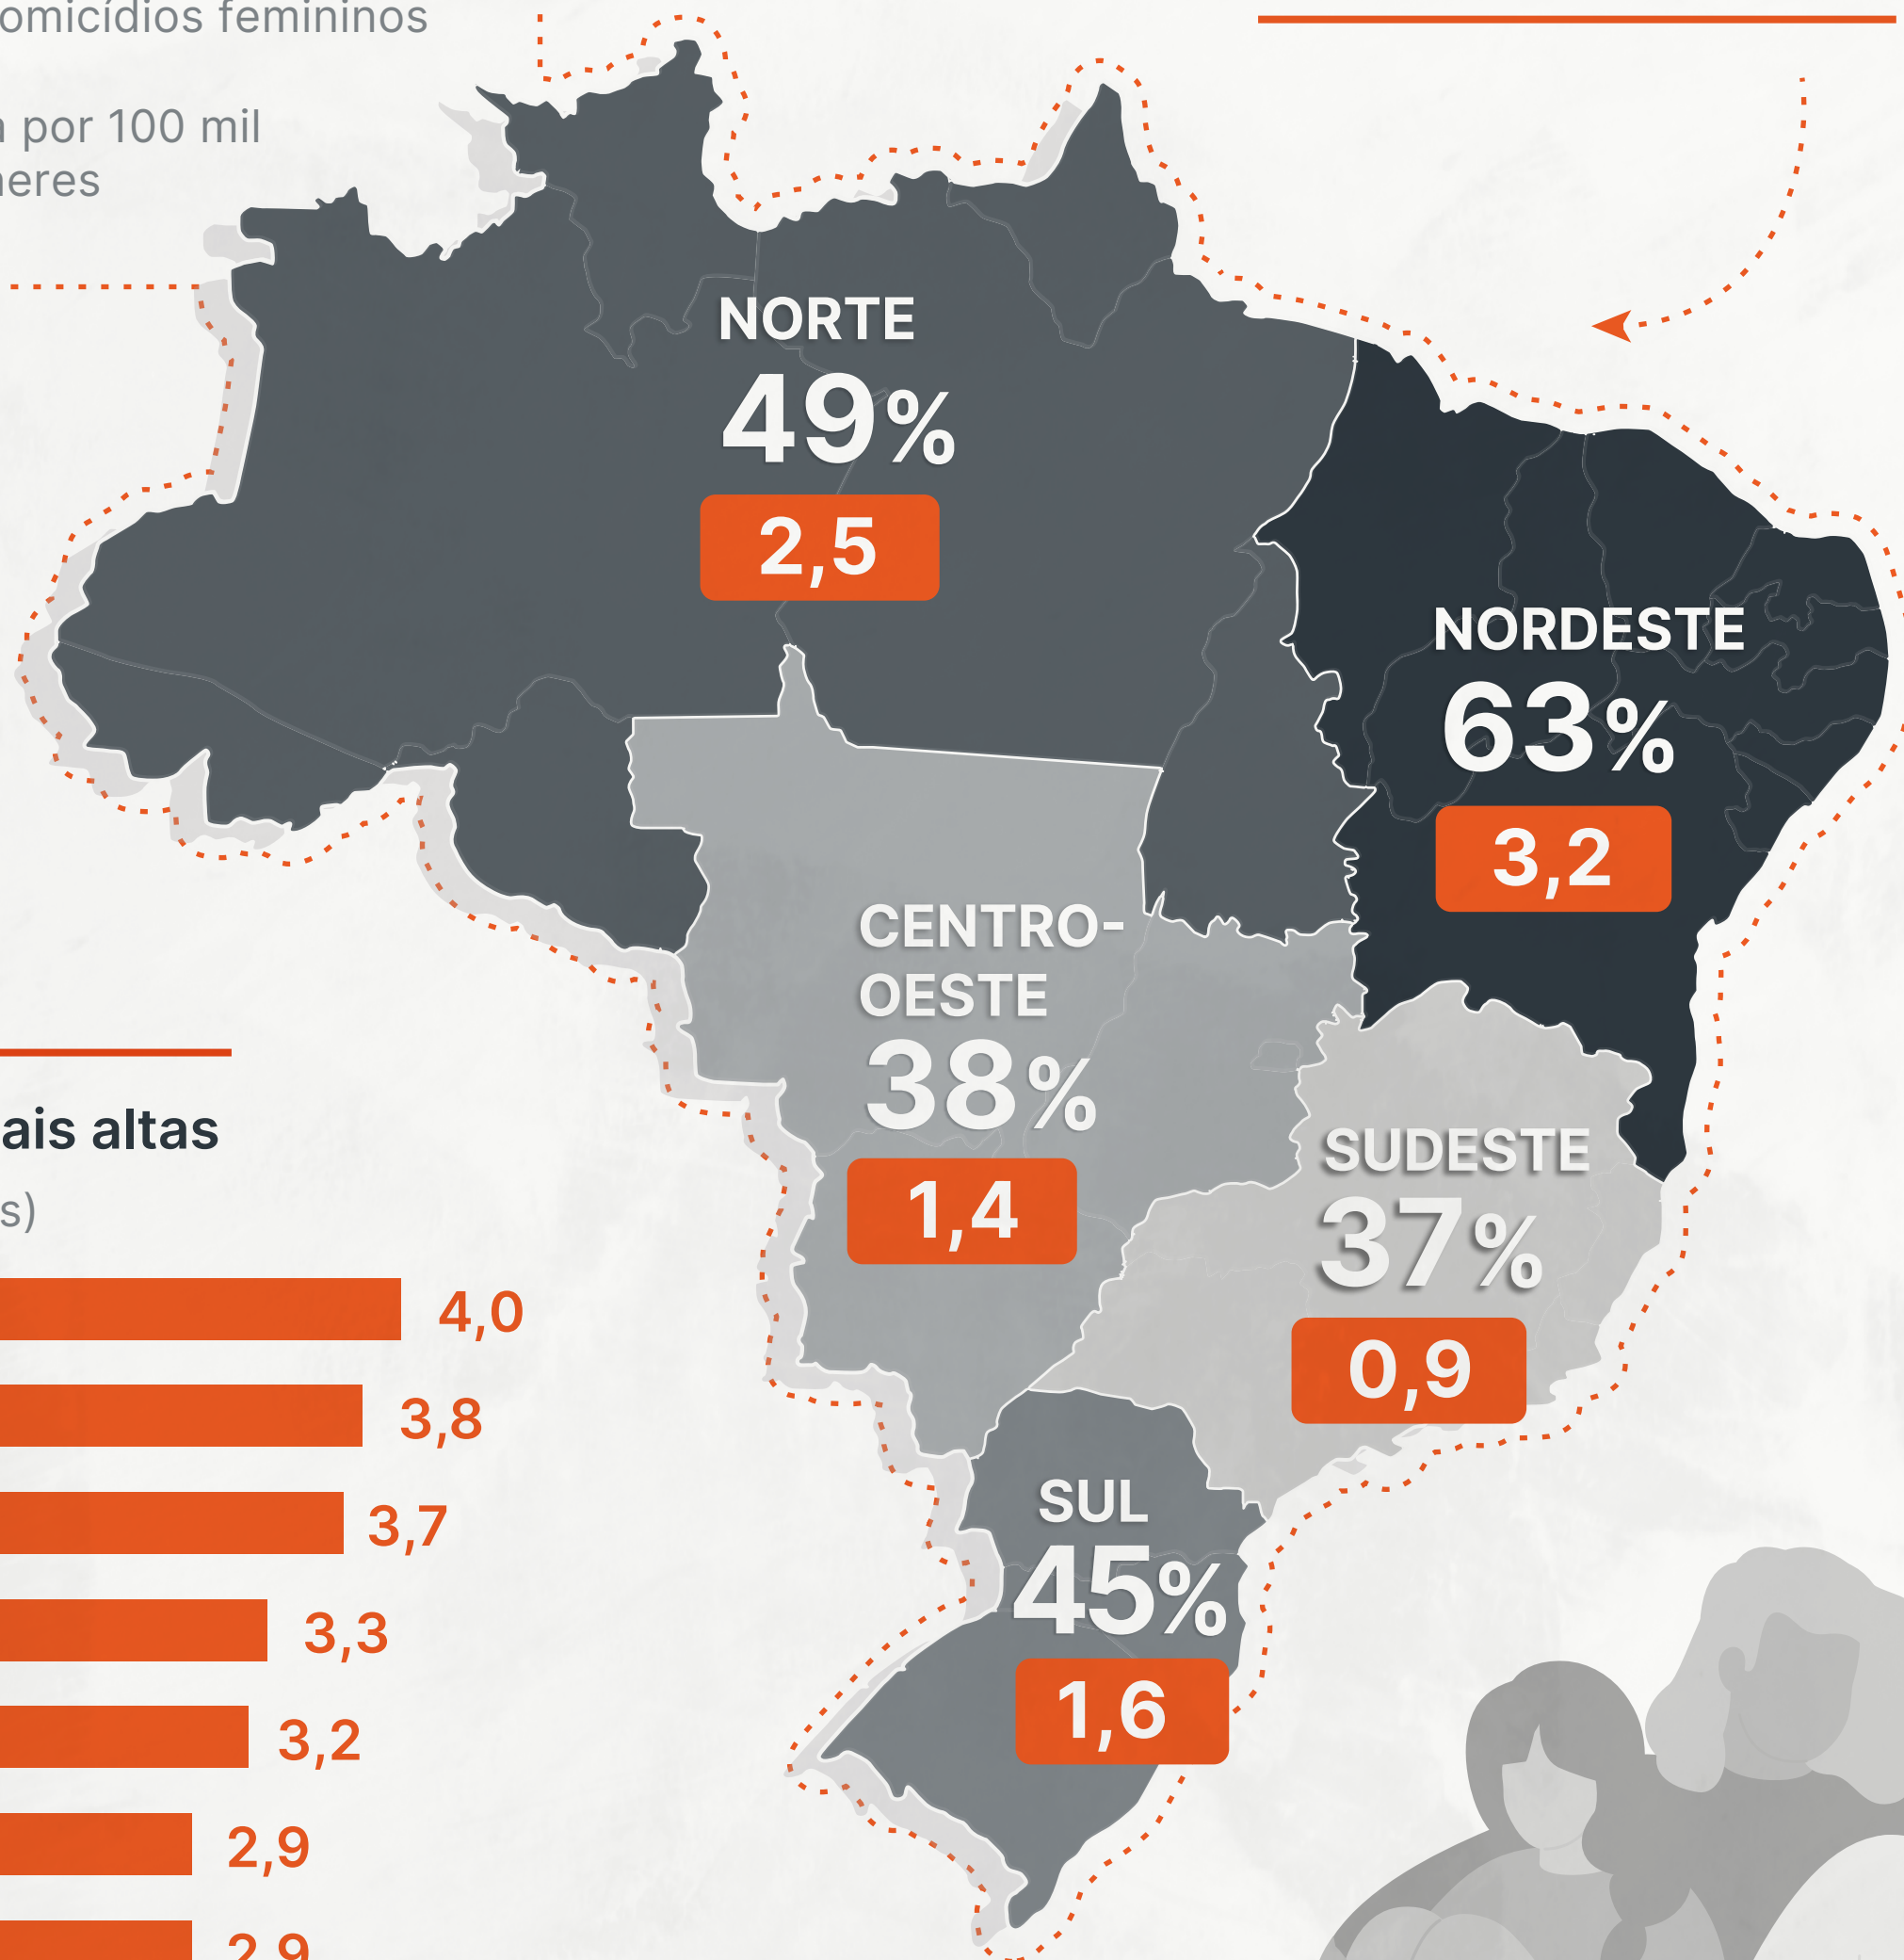 omicídios femininos
por 100 mil
NORTE
49%
2,5
NORDESTE
63%
3,2
CENTRO-
OESTE
38%
1,4
SUDESTE
37%
0,9
SUL
45%
1,6
ais altas
s)
4,0
3,8
3,7
3,3
3,2
2,9
2,9